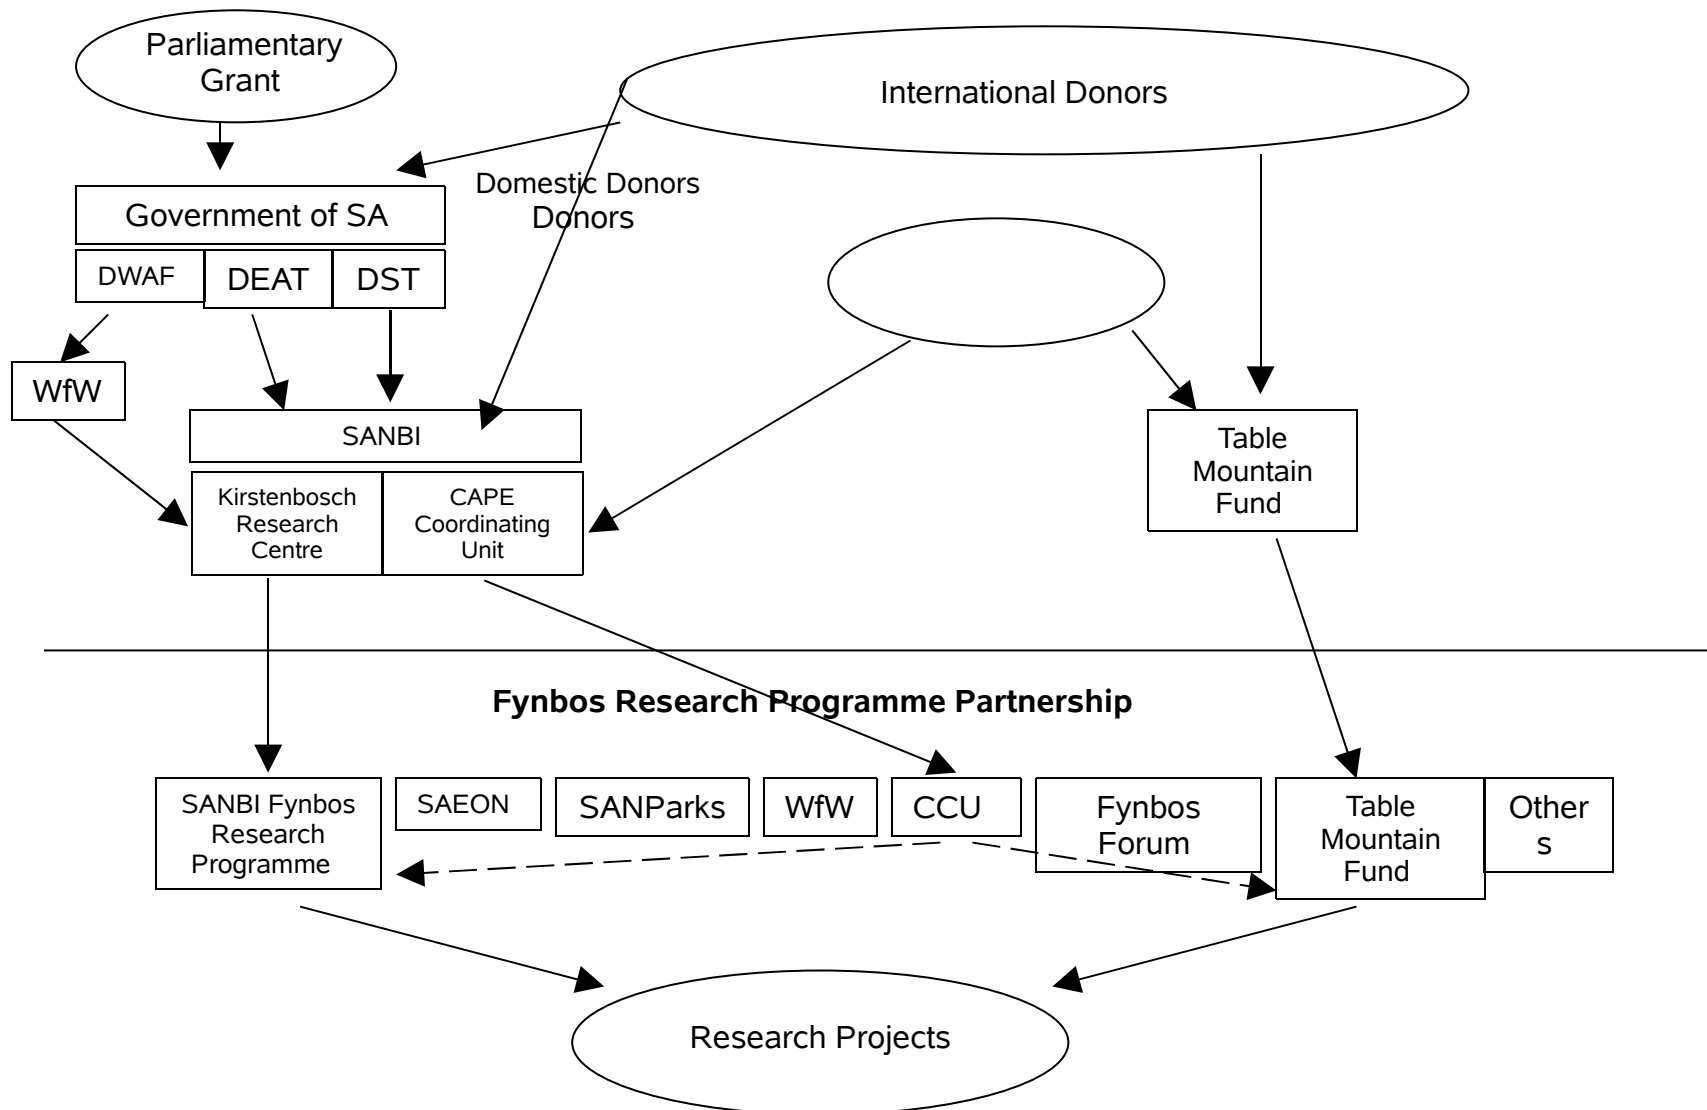 Parliamentary
Grant
International Donors
Domestic Donors
Donors
Government of SA
DWAF
DEAT
DST
WfW
SANBI
Kirstenbosch
Research
Centre
CAPE
Coordinating
Unit
Table
Mountain
Fund
Fynbos Research Programme Partnership
SANBI Fynbos
Research
Programme
SAEON
SANParks
WfW
CCU
Fynbos
Forum
Table
Mountain
Fund
Other
s
Research Projects